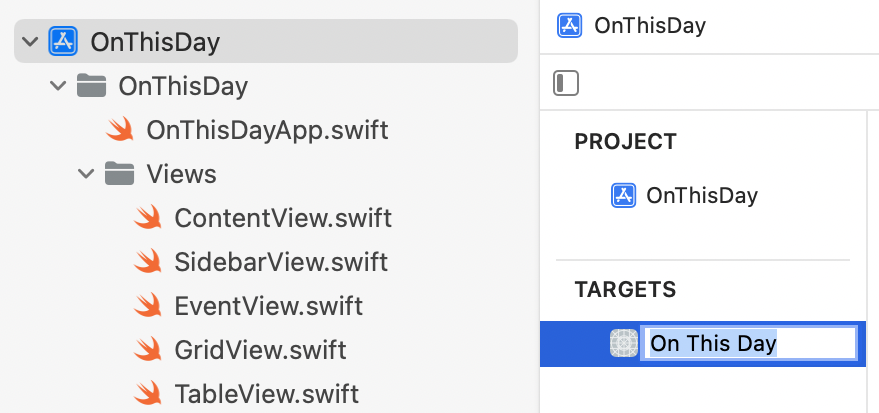 OnThisDay
OnThisDay
OnThisDayApp.swift
Views
ContentView.swift
SidebarView.swift
EventView.swift
GridView.swift
TableView.swift
OnThisDay
PROJECT
OnThisDay
TARGETS
On This Day